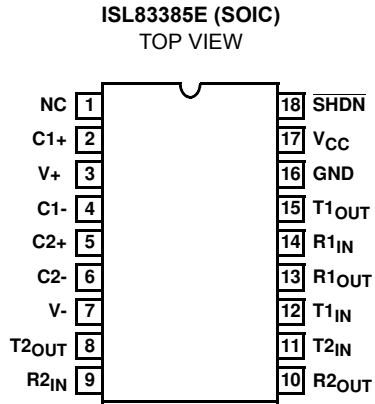 ISL83385E (SOIC)
TOP VIEW
NC 1
C1+ 2
V+ 3
C1- 4
C2+ 5
C2- 6
V- 7
T2OUT 8
R2IN 9
18 SHDN
17 VCC
16 GND
15 T1OUT
14 R1IN
13 R1OUT
12 T1IN
11 T2IN
10 R2OUT